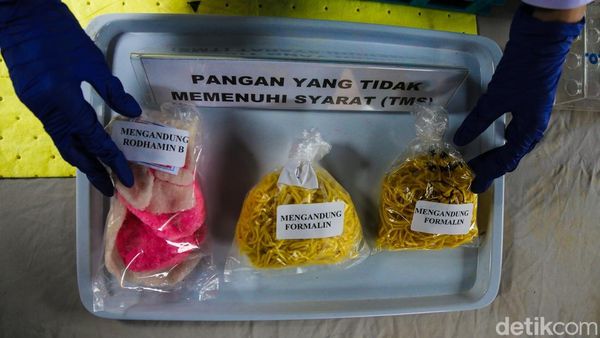 PANGAN YANG TIDAK
MEMENUHI SYARAT (TMS)
MENGANDUNG
RODHAMIN B
MENGANDUNG
FORMALIN
MENGANDUNG
FORMALIN
detikcom